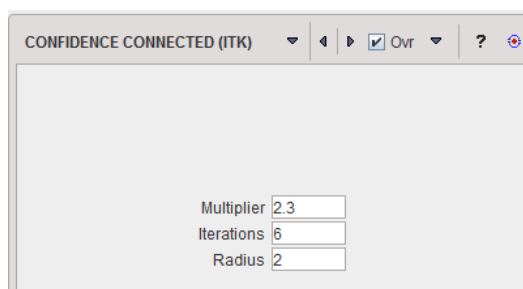 CONFIDENCE CONNECTED (ITK) Ovr ?
Multiplier 2.3
Iterations 6
Radius 2